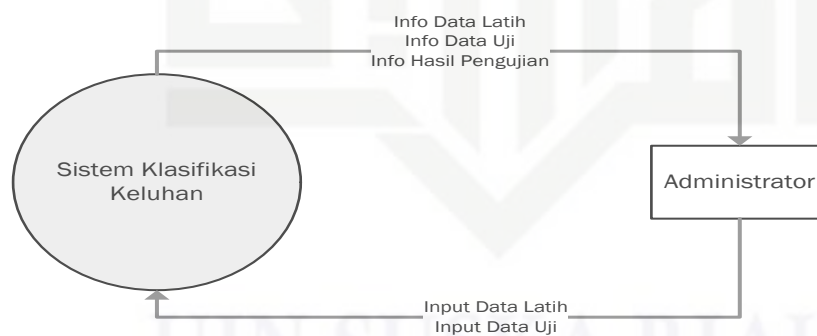 Info Data Latih
Info Data Uji
Info Hasil Pengujian
Sistem Klasifikasi
Keluhan
Administrator
Input Data Latih
Input Data Uji